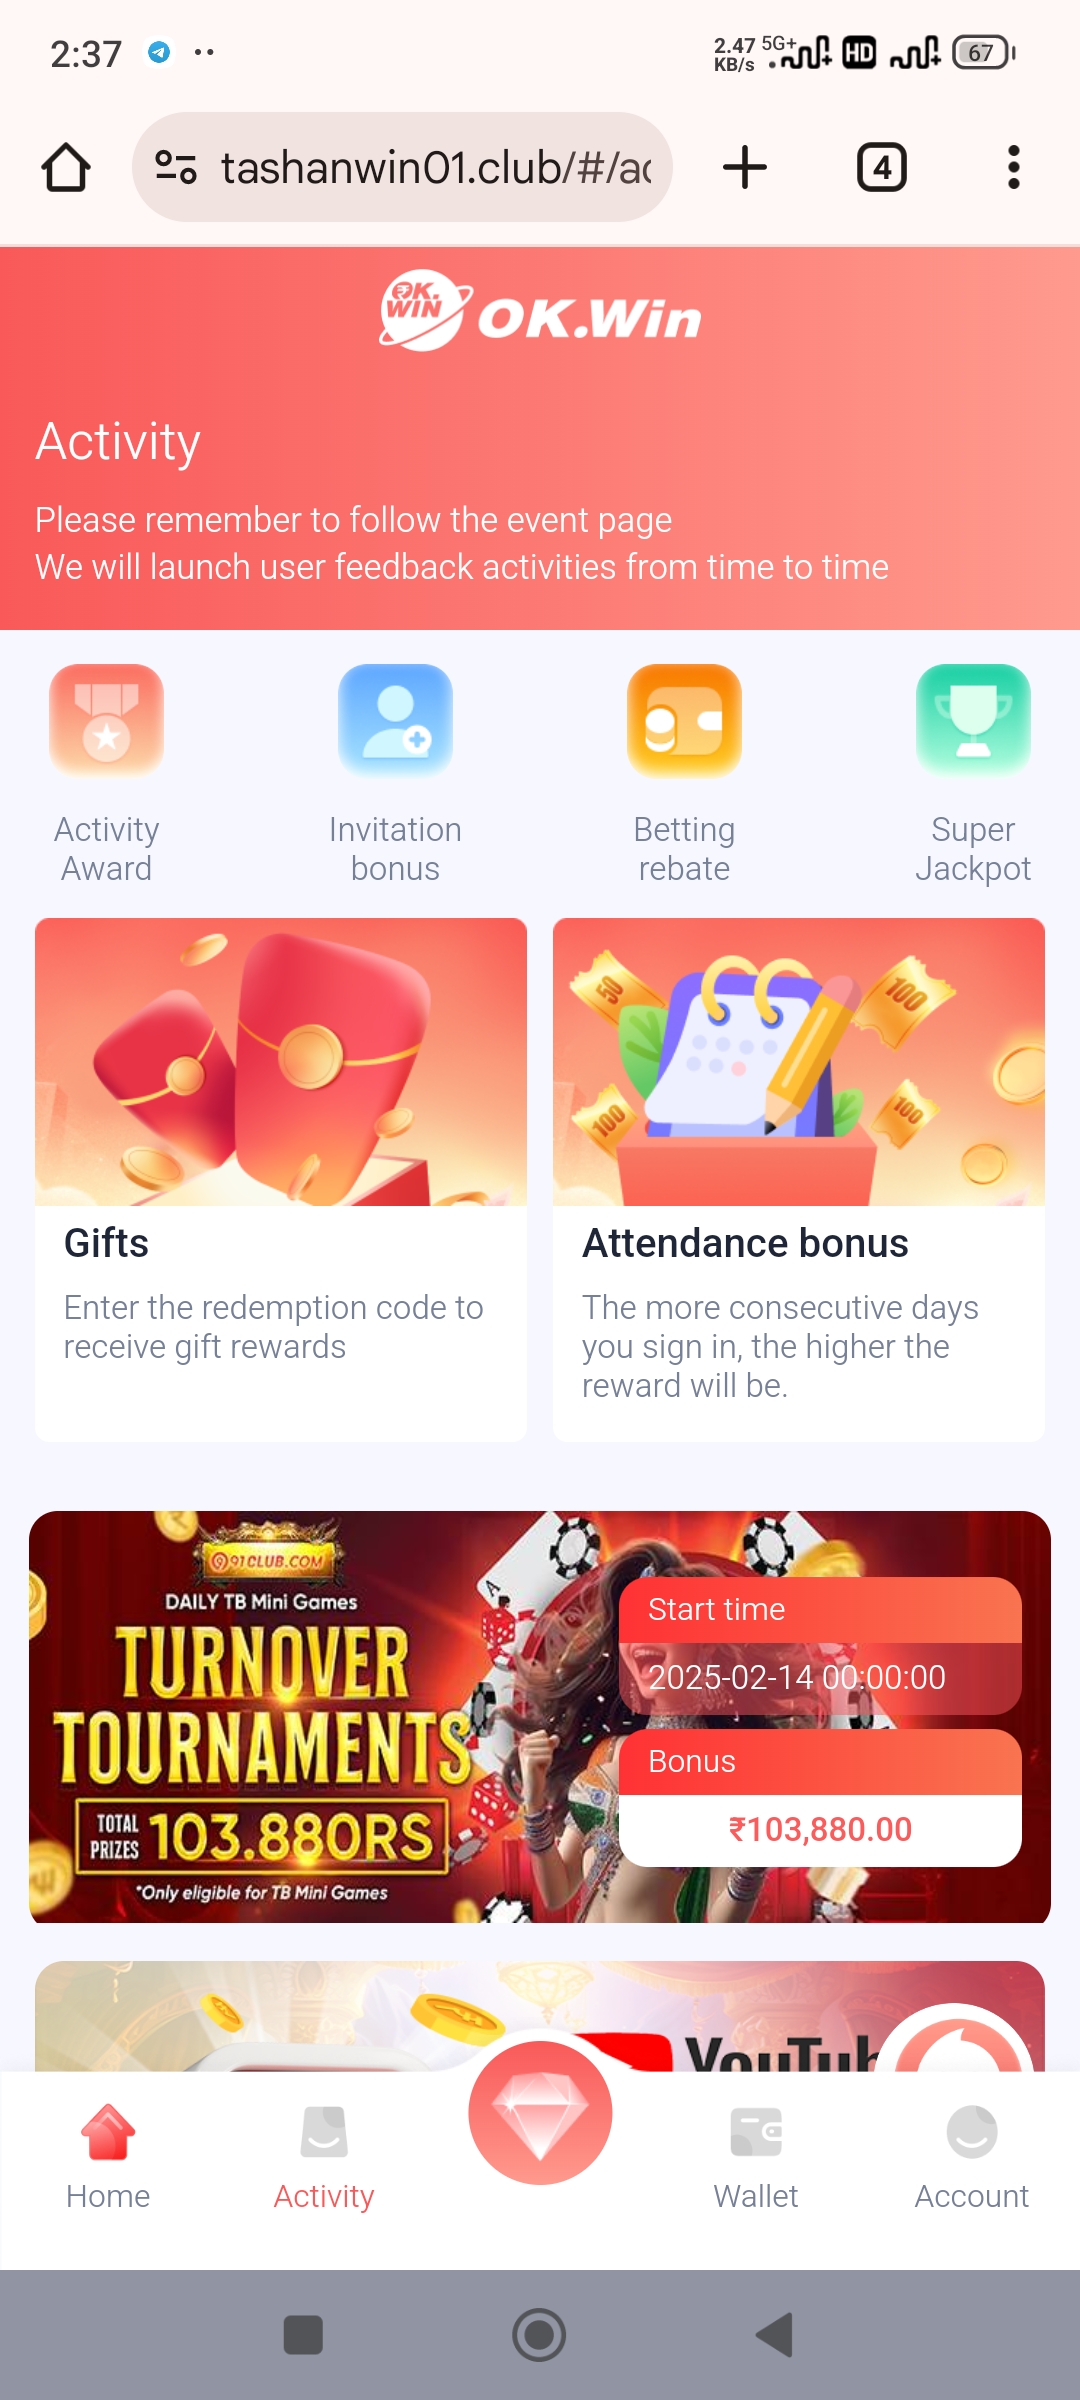 2:37
2.47 KB/s 5G+ HD 67
tashanwin01.club/#/ac
4
OK. WIN OK.Win
Activity
Please remember to follow the event page
We will launch user feedback activities from time to time
Activity Award
Invitation bonus
Betting rebate
Super Jackpot
50
100
100
100
Gifts
Enter the redemption code to
receive gift rewards
Attendance bonus
The more consecutive days
you sign in, the higher the
reward will be.
91CLUB.COM
DAILY TB Mini Games
TURNOVER
TOURNAMENTS
TOTAL PRIZES 103.880RS
*Only eligible for TB Mini Games
A
Start time
2025-02-14 00:00:00
Bonus
₹103,880.00
YouTub
Home
Activity
Wallet
Account